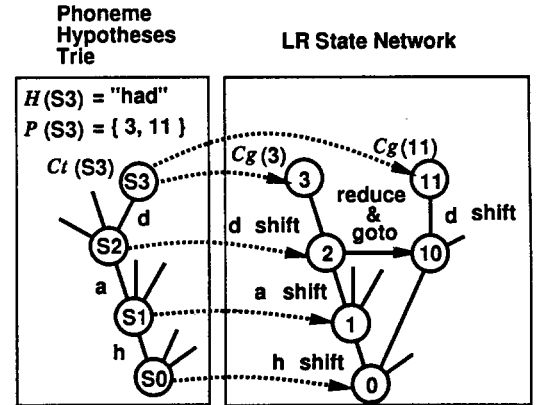 Phoneme
Hypotheses
Trie
LR State Network
H(S3) = "had"
P(S3) = { 3, 11 }
Ct(S3)
S3
d
S2
a
S1
h
S0
Cg(3)
3
Cg(11)
11
reduce
&
goto
d shift
d shift
2
10
a shift
1
h shift
0